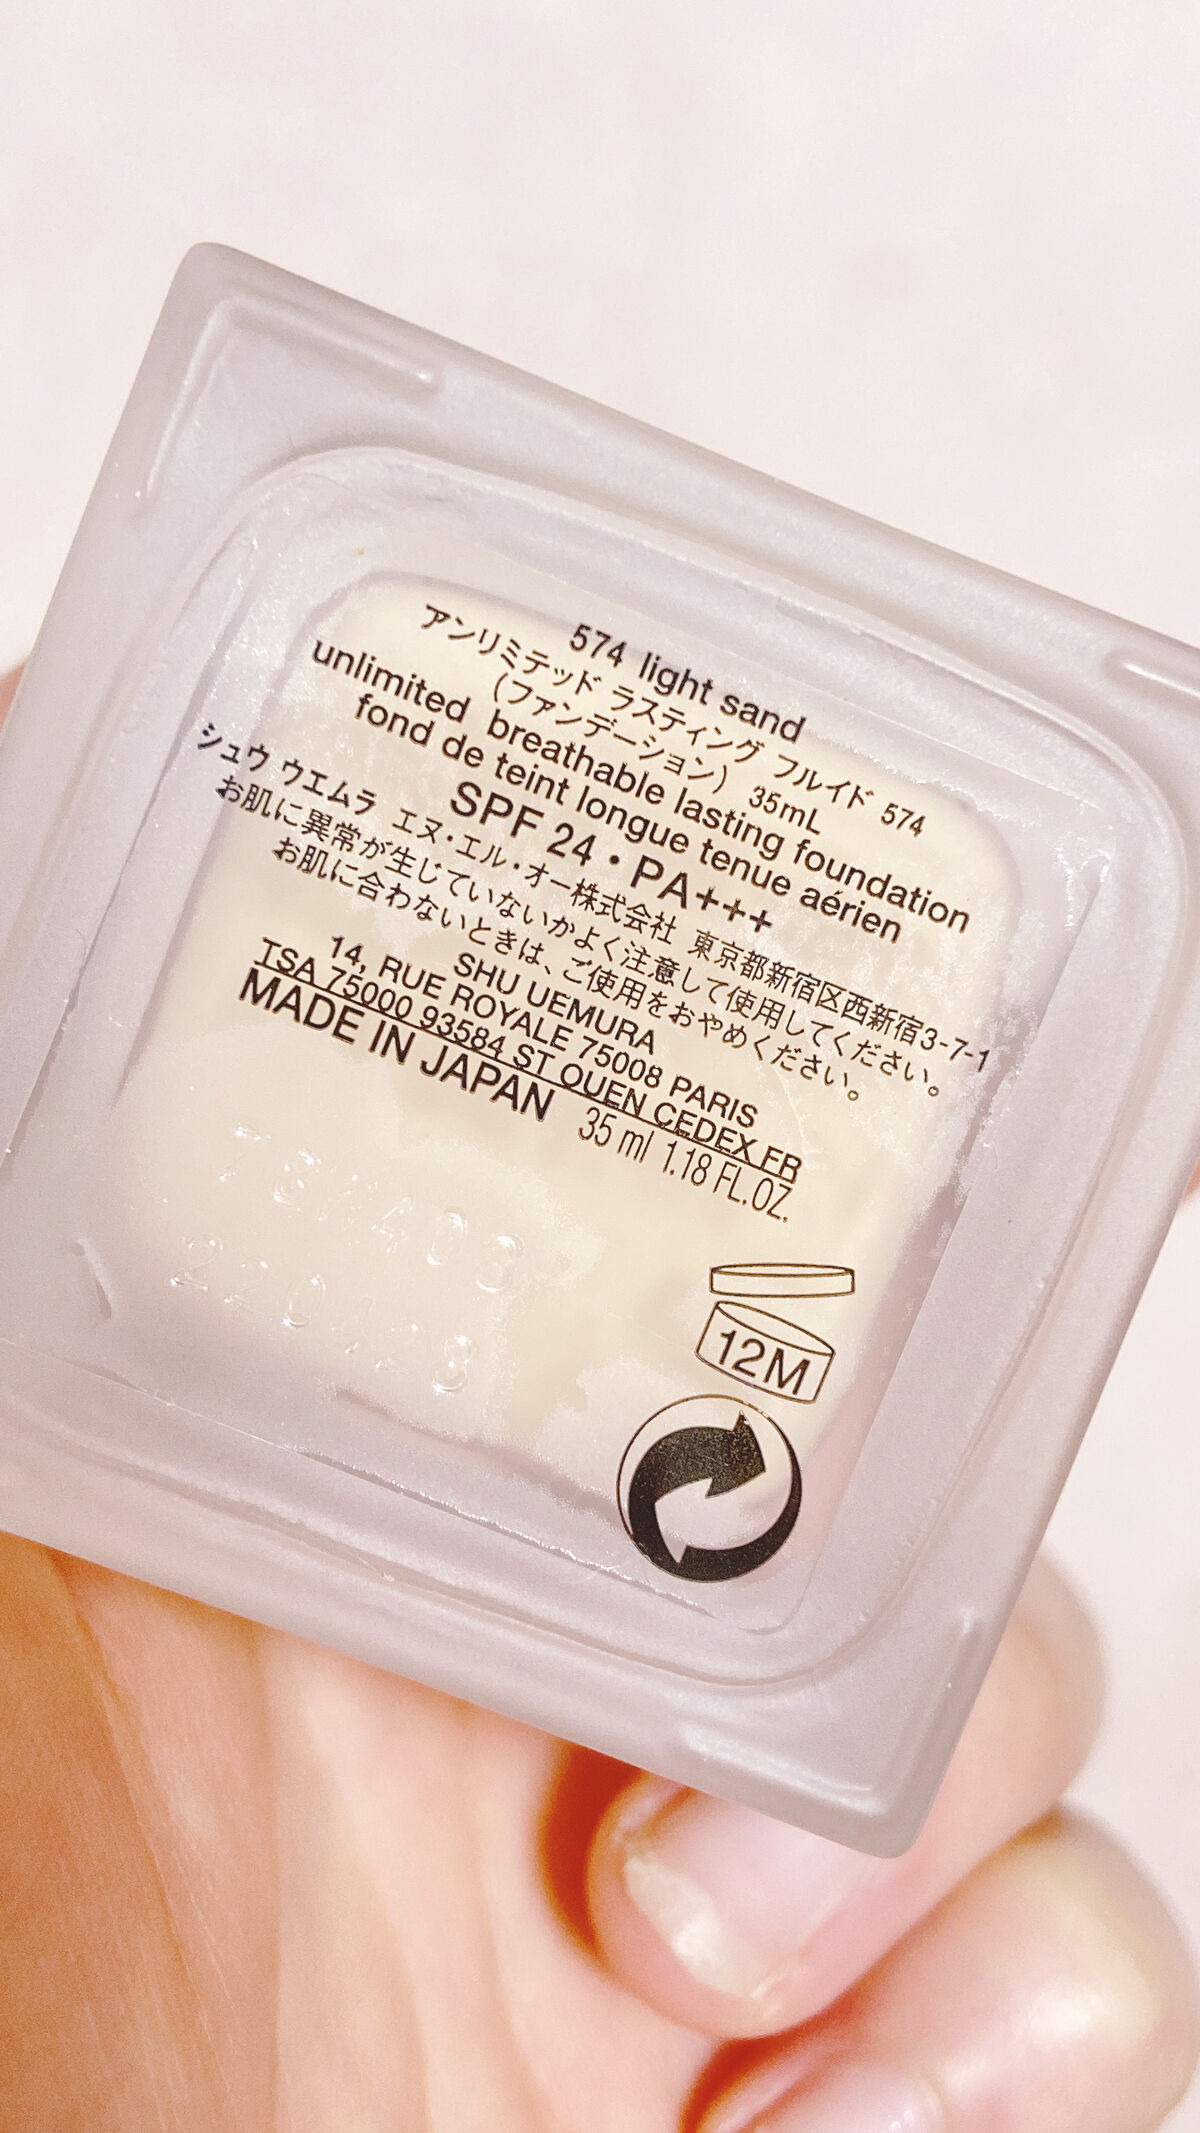 574 light sand
アンリミテッド ラスティング フルイド 574
(ファンデーション) 35mL
unlimited breathable lasting foundation
fond de teint longue tenue aérien
SPF 24・PA+++
シュウ ウエムラ エヌ・エル・オー株式会社 東京都新宿区西新宿3-7-1
お肌に異常が生じていないかよく注意して使用してください。
お肌に合わないときは、ご使用をおやめください。
SHU UEMURA
14, RUE ROYALE 75008 PARIS
TSA 75000 93584 ST OUEN CEDEX FR
MADE IN JAPAN 35 ml 1.18 FL.OZ.
12M